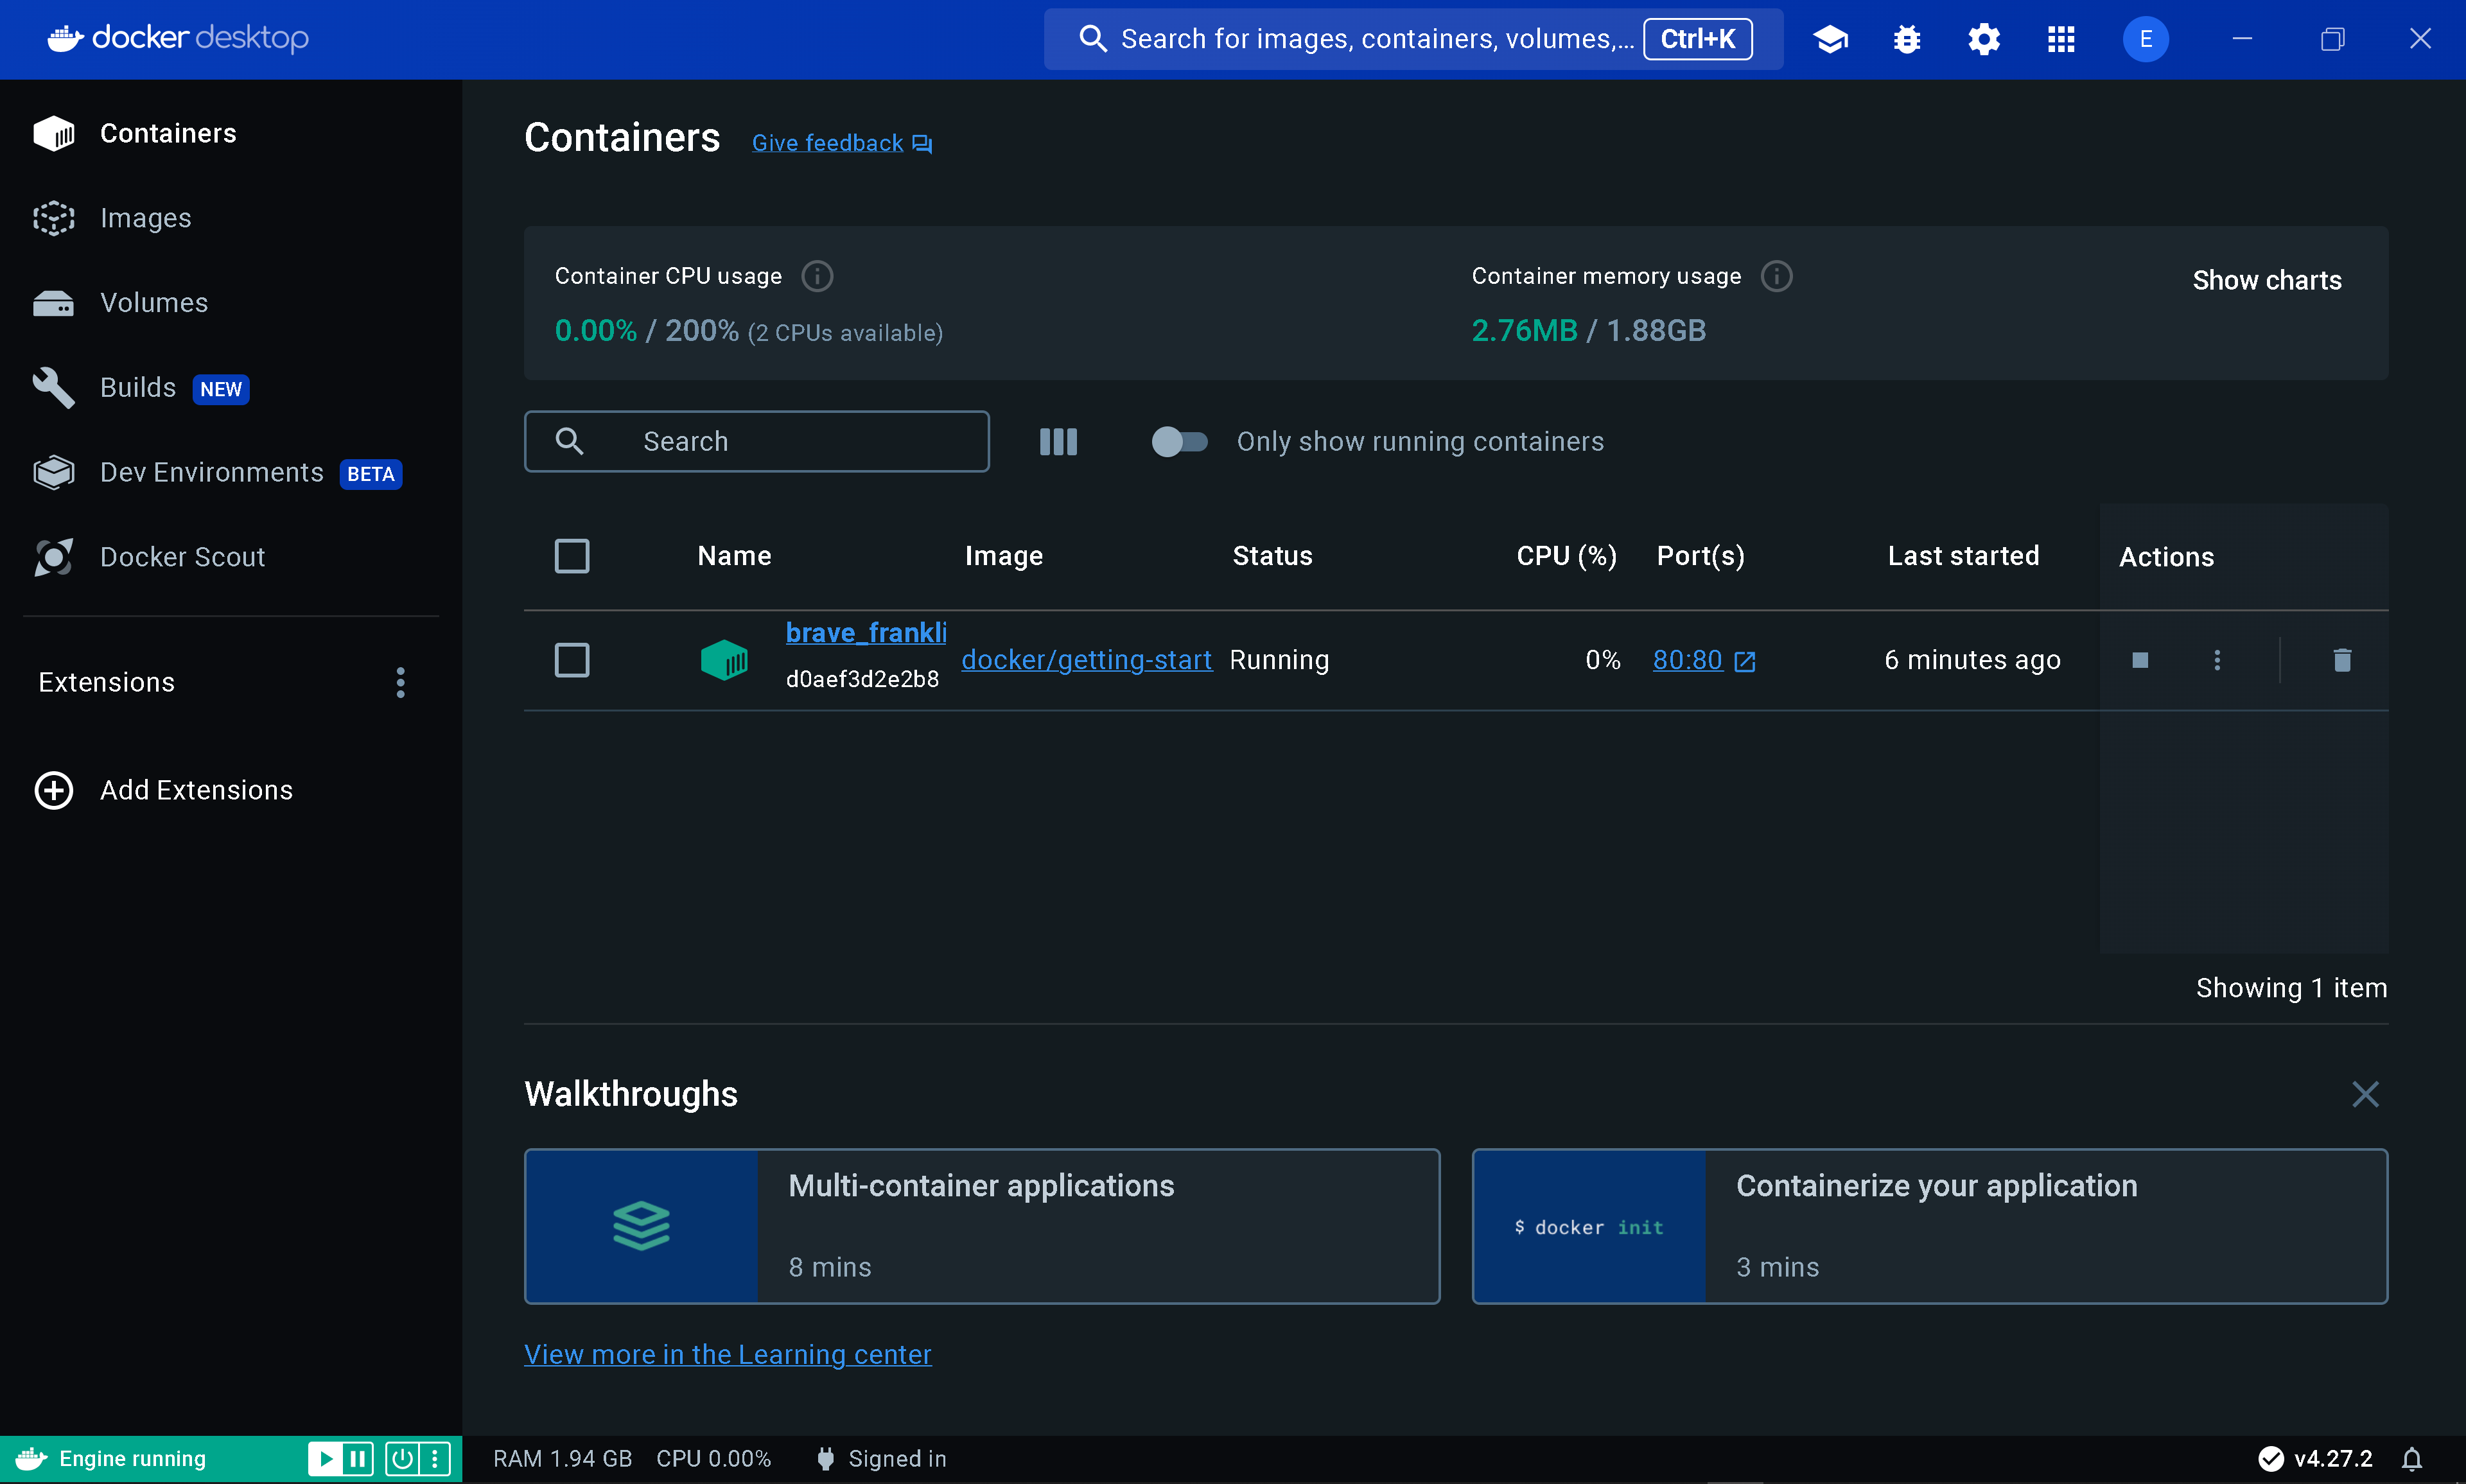 docker desktop
Search for images, containers, volumes,... Ctrl+K
E
Containers
Images
Volumes
Builds NEW
Dev Environments BETA
Docker Scout
Extensions
Add Extensions
Containers Give feedback
Container CPU usage
0.00% / 200% (2 CPUs available)
Container memory usage
2.76MB / 1.88GB
Show charts
Search
Only show running containers
Name Image Status CPU (%) Port(s) Last started Actions
brave_frankli
d0aef3d2e2b8
docker/getting-start Running 0% 80:80 6 minutes ago
Showing 1 item
Walkthroughs
Multi-container applications
8 mins
$ docker init
Containerize your application
3 mins
View more in the Learning center
Engine running
RAM 1.94 GB CPU 0.00% Signed in
v4.27.2